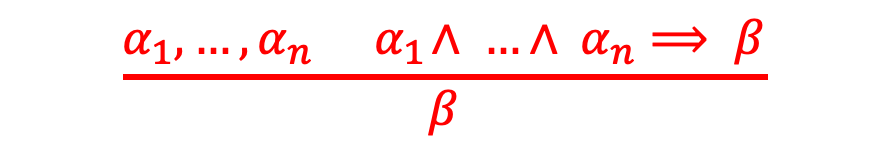 α₁, … , αₙ  α₁ ∧ … ∧ αₙ ⟹ β
β